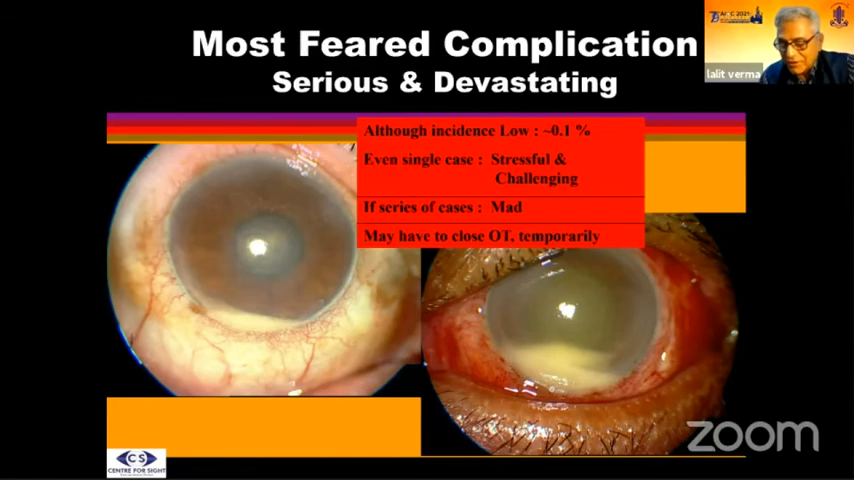 Most Feared Complication
Serious & Devastating
Although incidence Low : ~0.1 %
Even single case : Stressful &
Challenging
If series of cases : Mad
May have to close OT, temporarily
lalit verma
CS
CENTRE FOR SIGHT
zoom